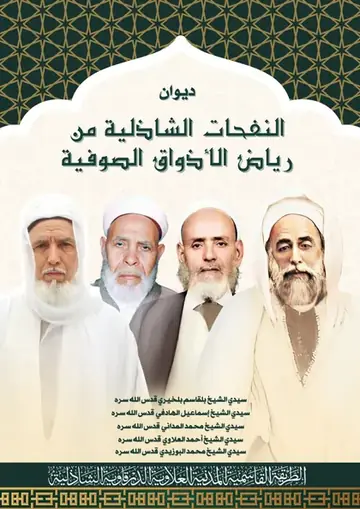 ديوان
النفحات الشاذلية من
رياض الأذواق الصوفية
سيدي الشيخ بلقاسم بلخيري قدس الله سره
سيدي الشيخ إسماعيل الهادفي قدس الله سره
سيدي الشيخ محمد المداني قدس الله سره
سيدي الشيخ أحمد العلاوي قدس الله سره
سيدي الشيخ محمد البوزيدي قدس الله سره
الطريقة القاسمية المدنية العلاوية الدرقاوية الشاذلية